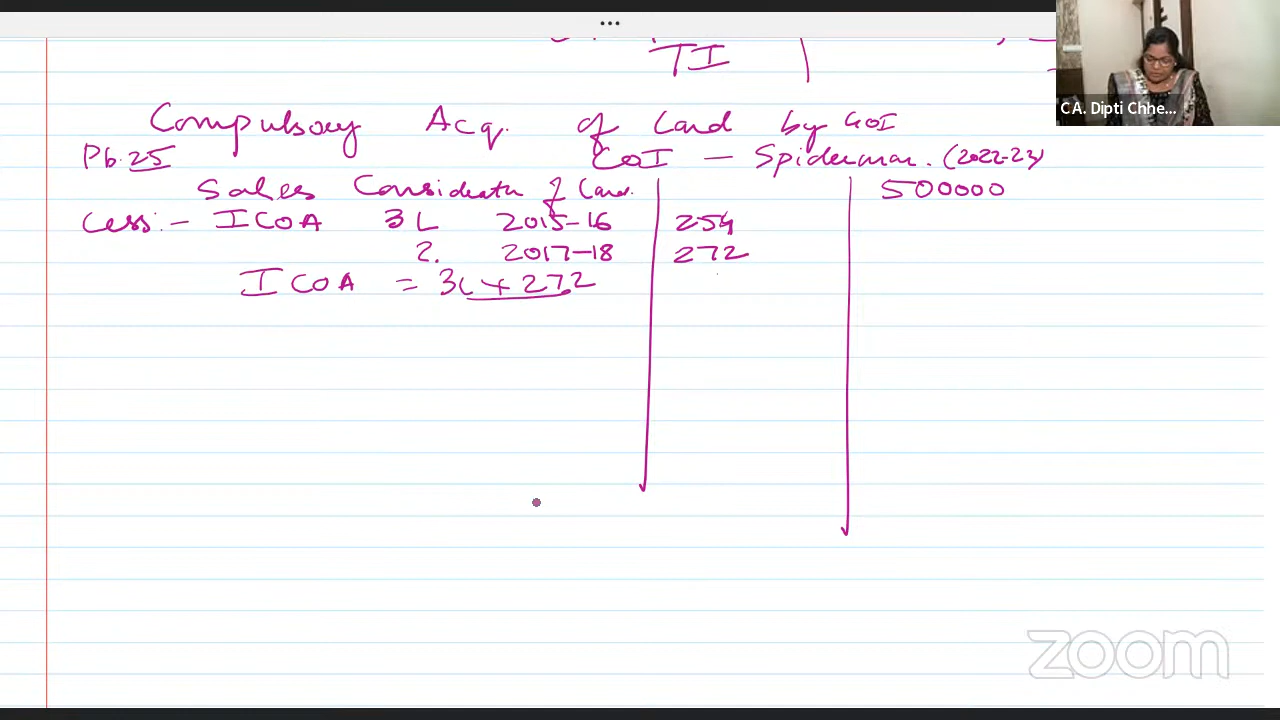 •••
TI
C A. Dipti Chhe...
Compulsory Acq. of Land by GOI
Pb.25 COI – Spiderman. (2022-23)
Sales Consideratn of Land. 500000
Less: - ICOA 3L 2015-16 254
2. 2017-18 272
ICOA = 3L x 272
zoom